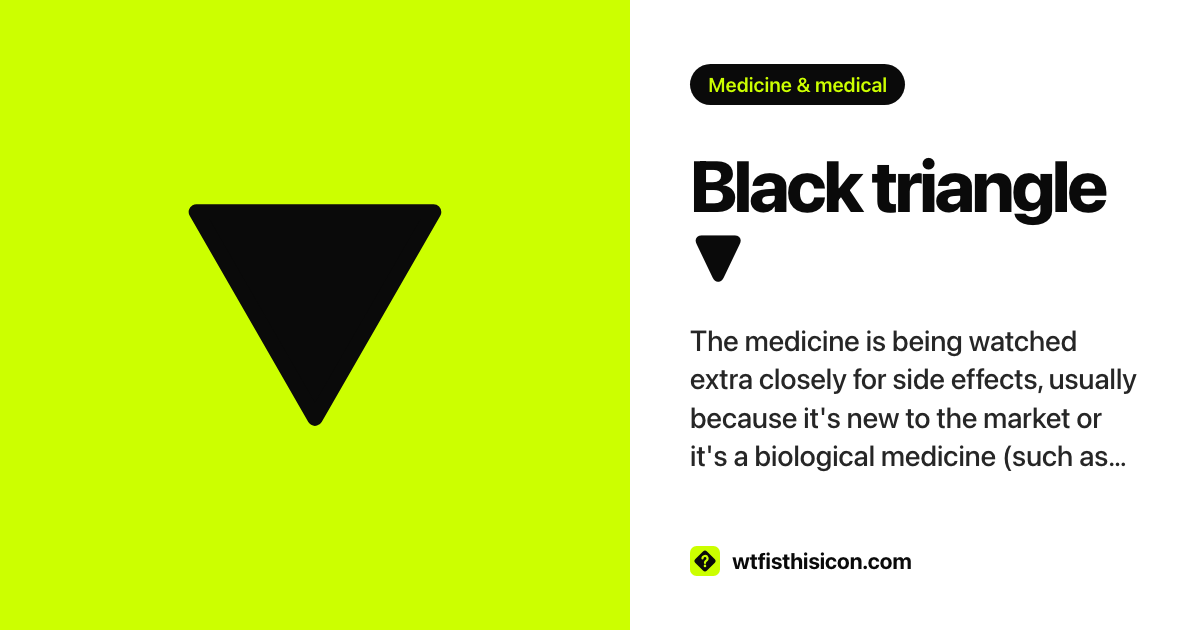 Medicine & medical
Black triangle
▼
The medicine is being watched
extra closely for side effects, usually
because it's new to the market or
it's a biological medicine (such as...
wtfisthisicon.com